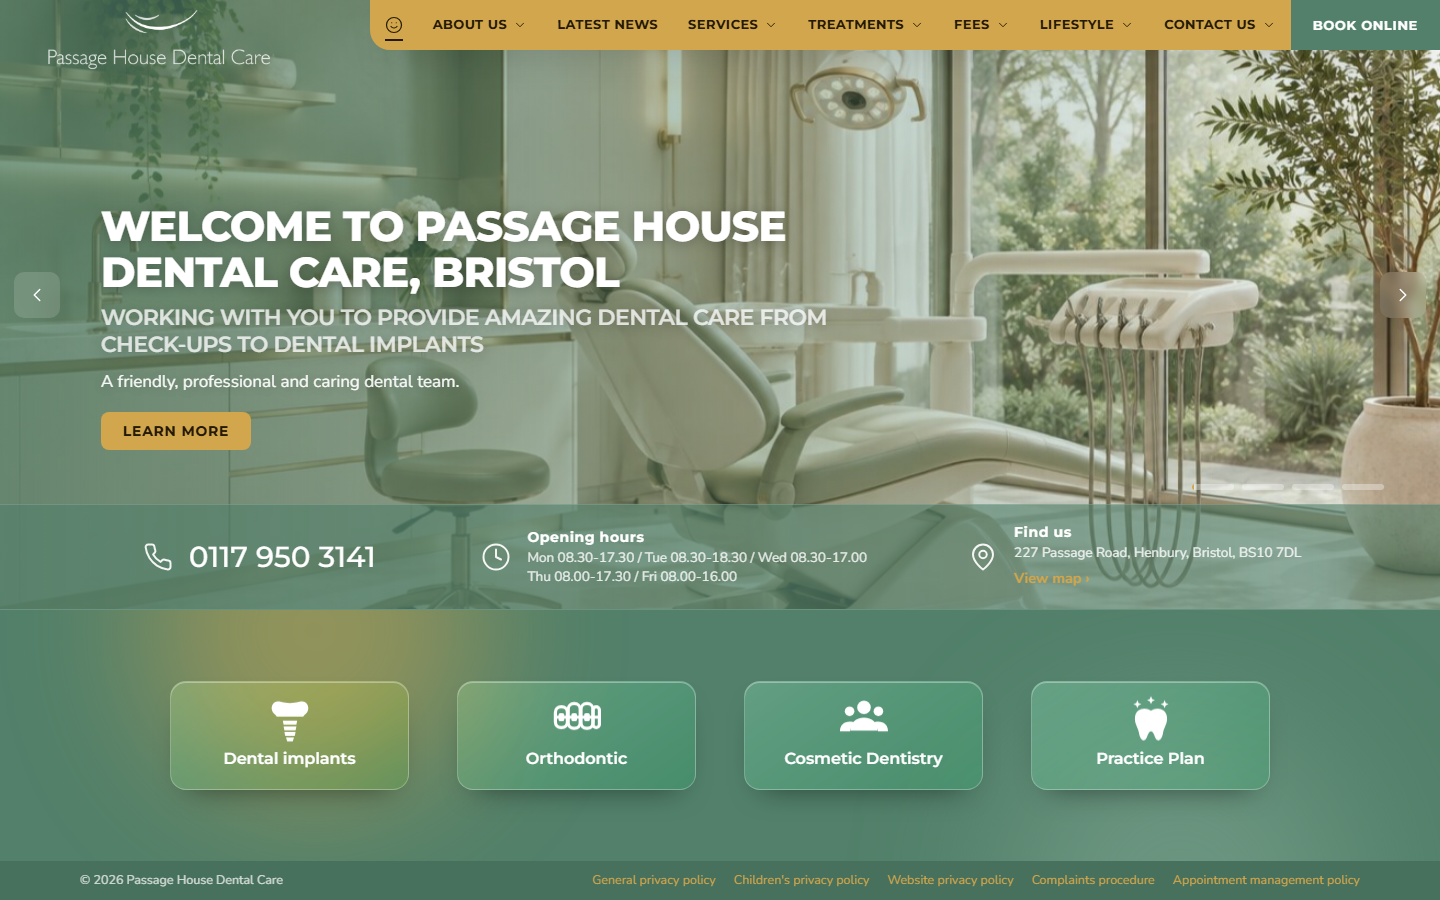 Passage House Dental Care
ABOUT US
LATEST NEWS
SERVICES
TREATMENTS
FEES
LIFESTYLE
CONTACT US
BOOK ONLINE
WELCOME TO PASSAGE HOUSE
DENTAL CARE, BRISTOL
WORKING WITH YOU TO PROVIDE AMAZING DENTAL CARE FROM
CHECK-UPS TO DENTAL IMPLANTS
A friendly, professional and caring dental team.
LEARN MORE
0117 950 3141
Opening hours
Mon 08.30-17.30 / Tue 08.30-18.30 / Wed 08.30-17.00
Thu 08.00-17.30 / Fri 08.00-16.00
Find us
227 Passage Road, Henbury, Bristol, BS10 7DL
View map ›
Dental implants
Orthodontic
Cosmetic Dentistry
Practice Plan
© 2026 Passage House Dental Care
General privacy policy
Children's privacy policy
Website privacy policy
Complaints procedure
Appointment management policy